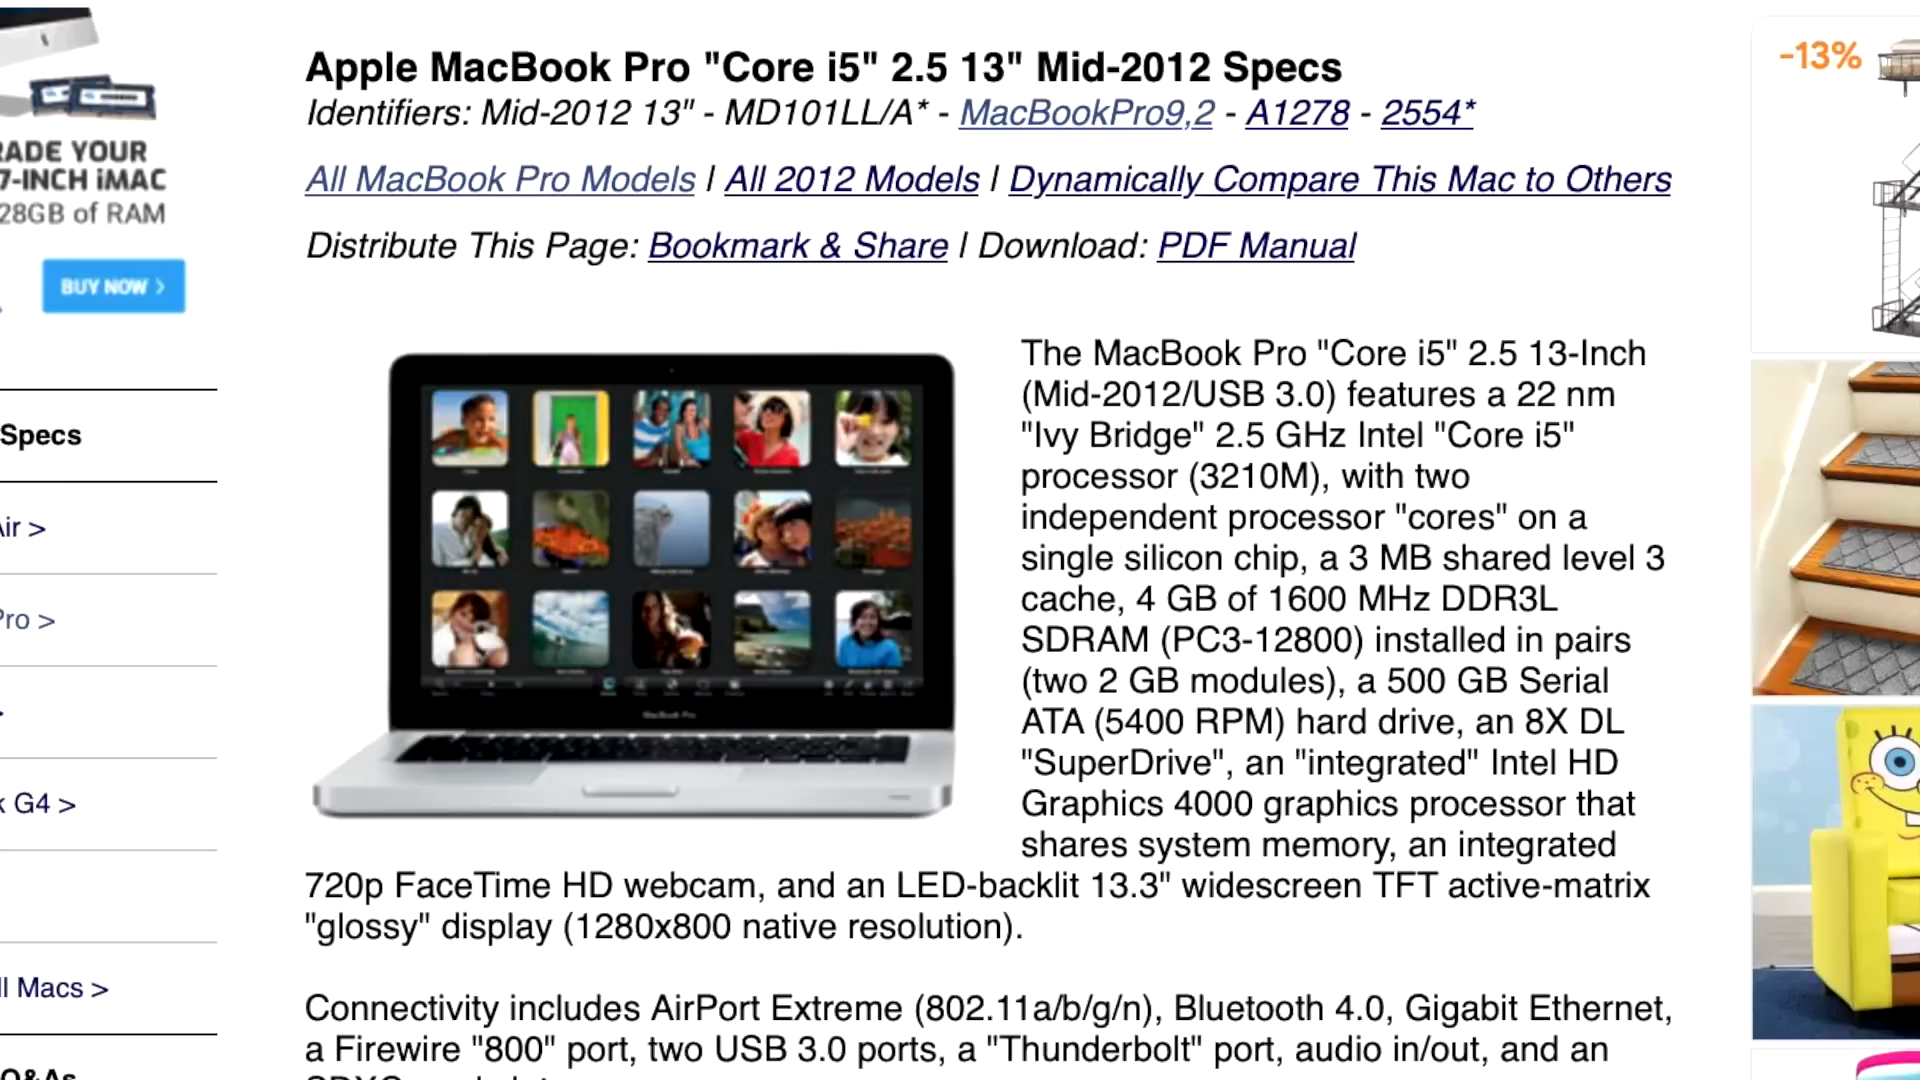 Apple MacBook Pro "Core i5" 2.5 13" Mid-2012 Specs
Identifiers: Mid-2012 13" - MD101LL/A* - MacBookPro9,2 - A1278 - 2554*
All MacBook Pro Models | All 2012 Models | Dynamically Compare This Mac to Others
Distribute This Page: Bookmark & Share | Download: PDF Manual
RADE YOUR
7-INCH iMAC
28GB of RAM
BUY NOW >
Specs
Air >
Pro >
>
k G4 >
ll Macs >
Q&As
The MacBook Pro "Core i5" 2.5 13-Inch
(Mid-2012/USB 3.0) features a 22 nm
"Ivy Bridge" 2.5 GHz Intel "Core i5"
processor (3210M), with two
independent processor "cores" on a
single silicon chip, a 3 MB shared level 3
cache, 4 GB of 1600 MHz DDR3L
SDRAM (PC3-12800) installed in pairs
(two 2 GB modules), a 500 GB Serial
ATA (5400 RPM) hard drive, an 8X DL
"SuperDrive", an "integrated" Intel HD
Graphics 4000 graphics processor that
shares system memory, an integrated
720p FaceTime HD webcam, and an LED-backlit 13.3" widescreen TFT active-matrix
"glossy" display (1280x800 native resolution).
Connectivity includes AirPort Extreme (802.11a/b/g/n), Bluetooth 4.0, Gigabit Ethernet,
a Firewire "800" port, two USB 3.0 ports, a "Thunderbolt" port, audio in/out, and an
MacBook Pro
-13%